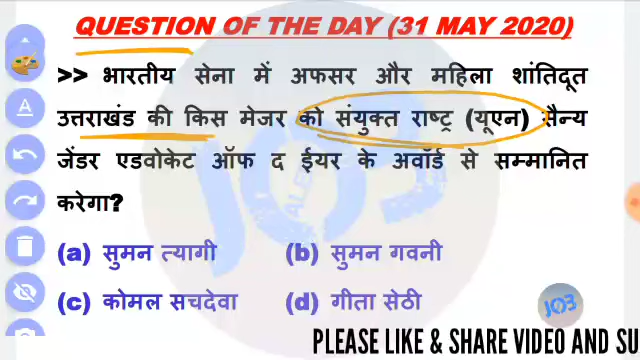 QUESTION OF THE DAY (31 MAY 2020)
>> भारतीय सेना में अफसर और महिला शांतिदूत
उत्तराखंड की किस मेजर को संयुक्त राष्ट्र (यूएन) सैन्य
जेंडर एडवोकेट ऑफ द ईयर के अवॉर्ड से सम्मानित
करेगा?
(a) सुमन त्यागी (b) सुमन गवनी
(c) कोमल सचदेवा (d) गीता सेठी
JOB
PLEASE LIKE & SHARE VIDEO AND SU